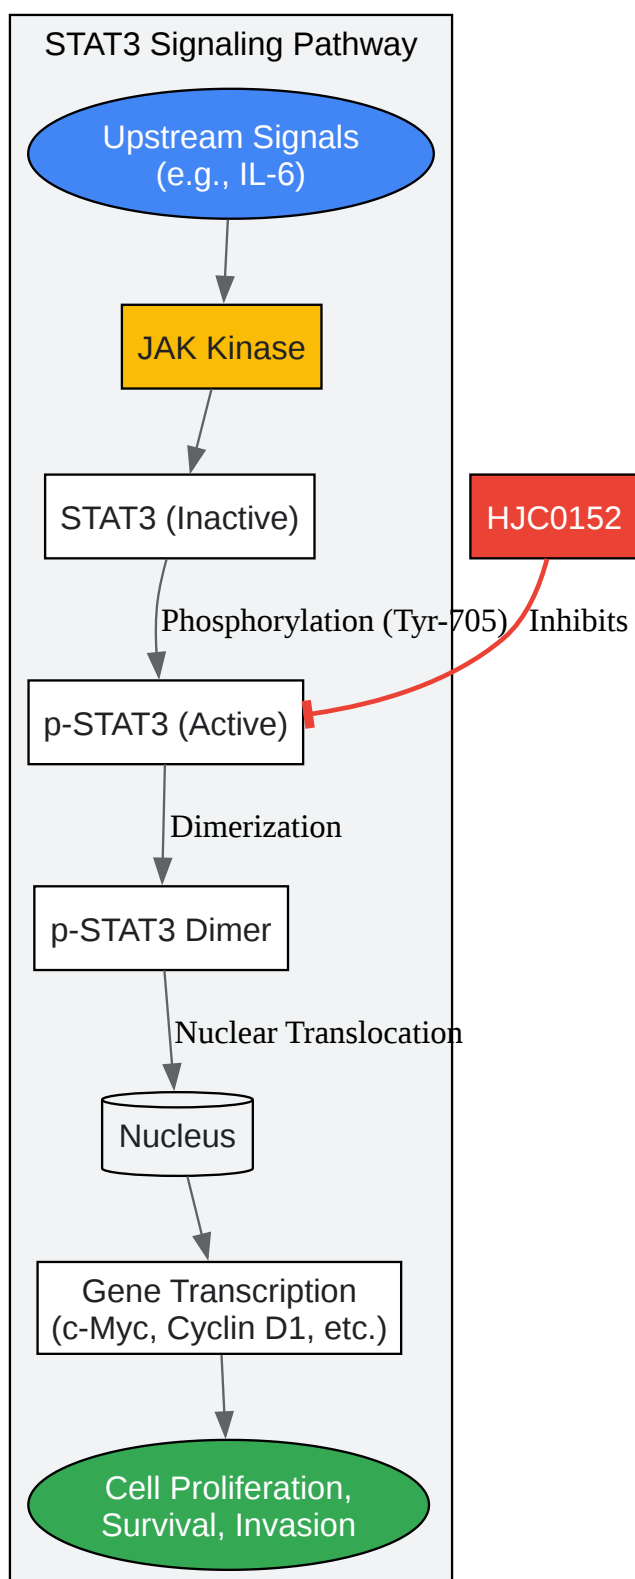 STAT3 Signaling Pathway
Upstream Signals
(e.g., IL-6)
JAK Kinase
STAT3 (Inactive)
HJC0152
Phosphorylation (Tyr-705)
Inhibits
p-STAT3 (Active)
Dimerization
p-STAT3 Dimer
Nuclear Translocation
Nucleus
Gene Transcription
(c-Myc, Cyclin D1, etc.)
Cell Proliferation,
Survival, Invasion